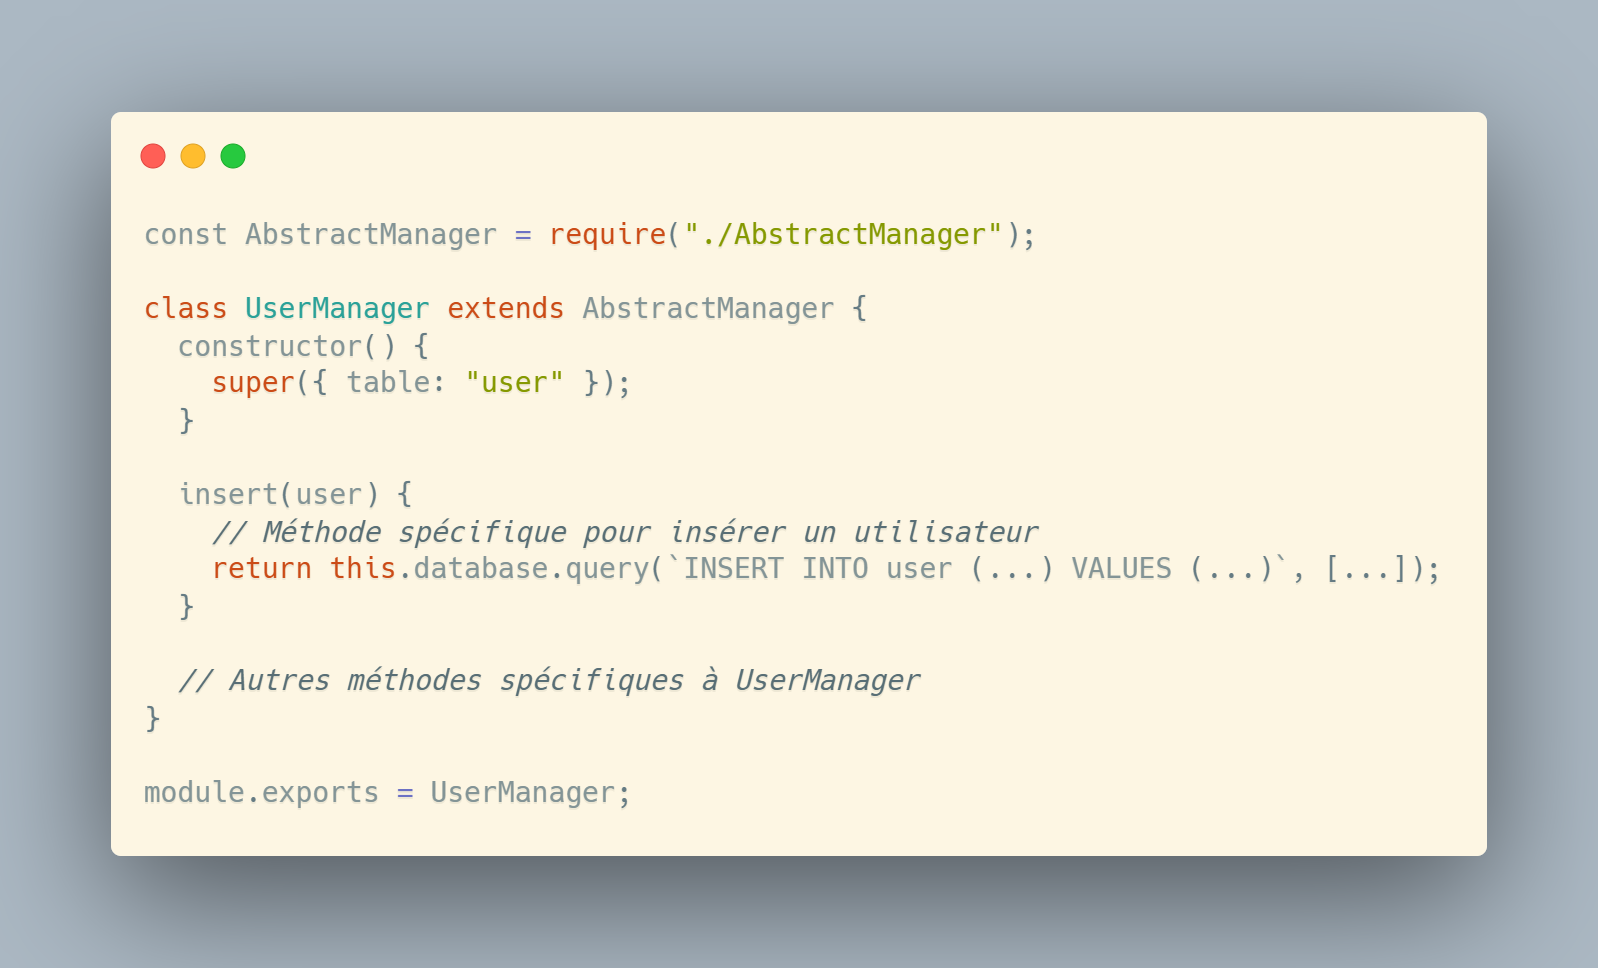 const AbstractManager = require("./AbstractManager");
class UserManager extends AbstractManager {
constructor() {
super({ table: "user" });
}
insert(user) {
// Méthode spécifique pour insérer un utilisateur
return this.database.query(`INSERT INTO user (...) VALUES (...)`, [...]);
}
// Autres méthodes spécifiques à UserManager
}
module.exports = UserManager;